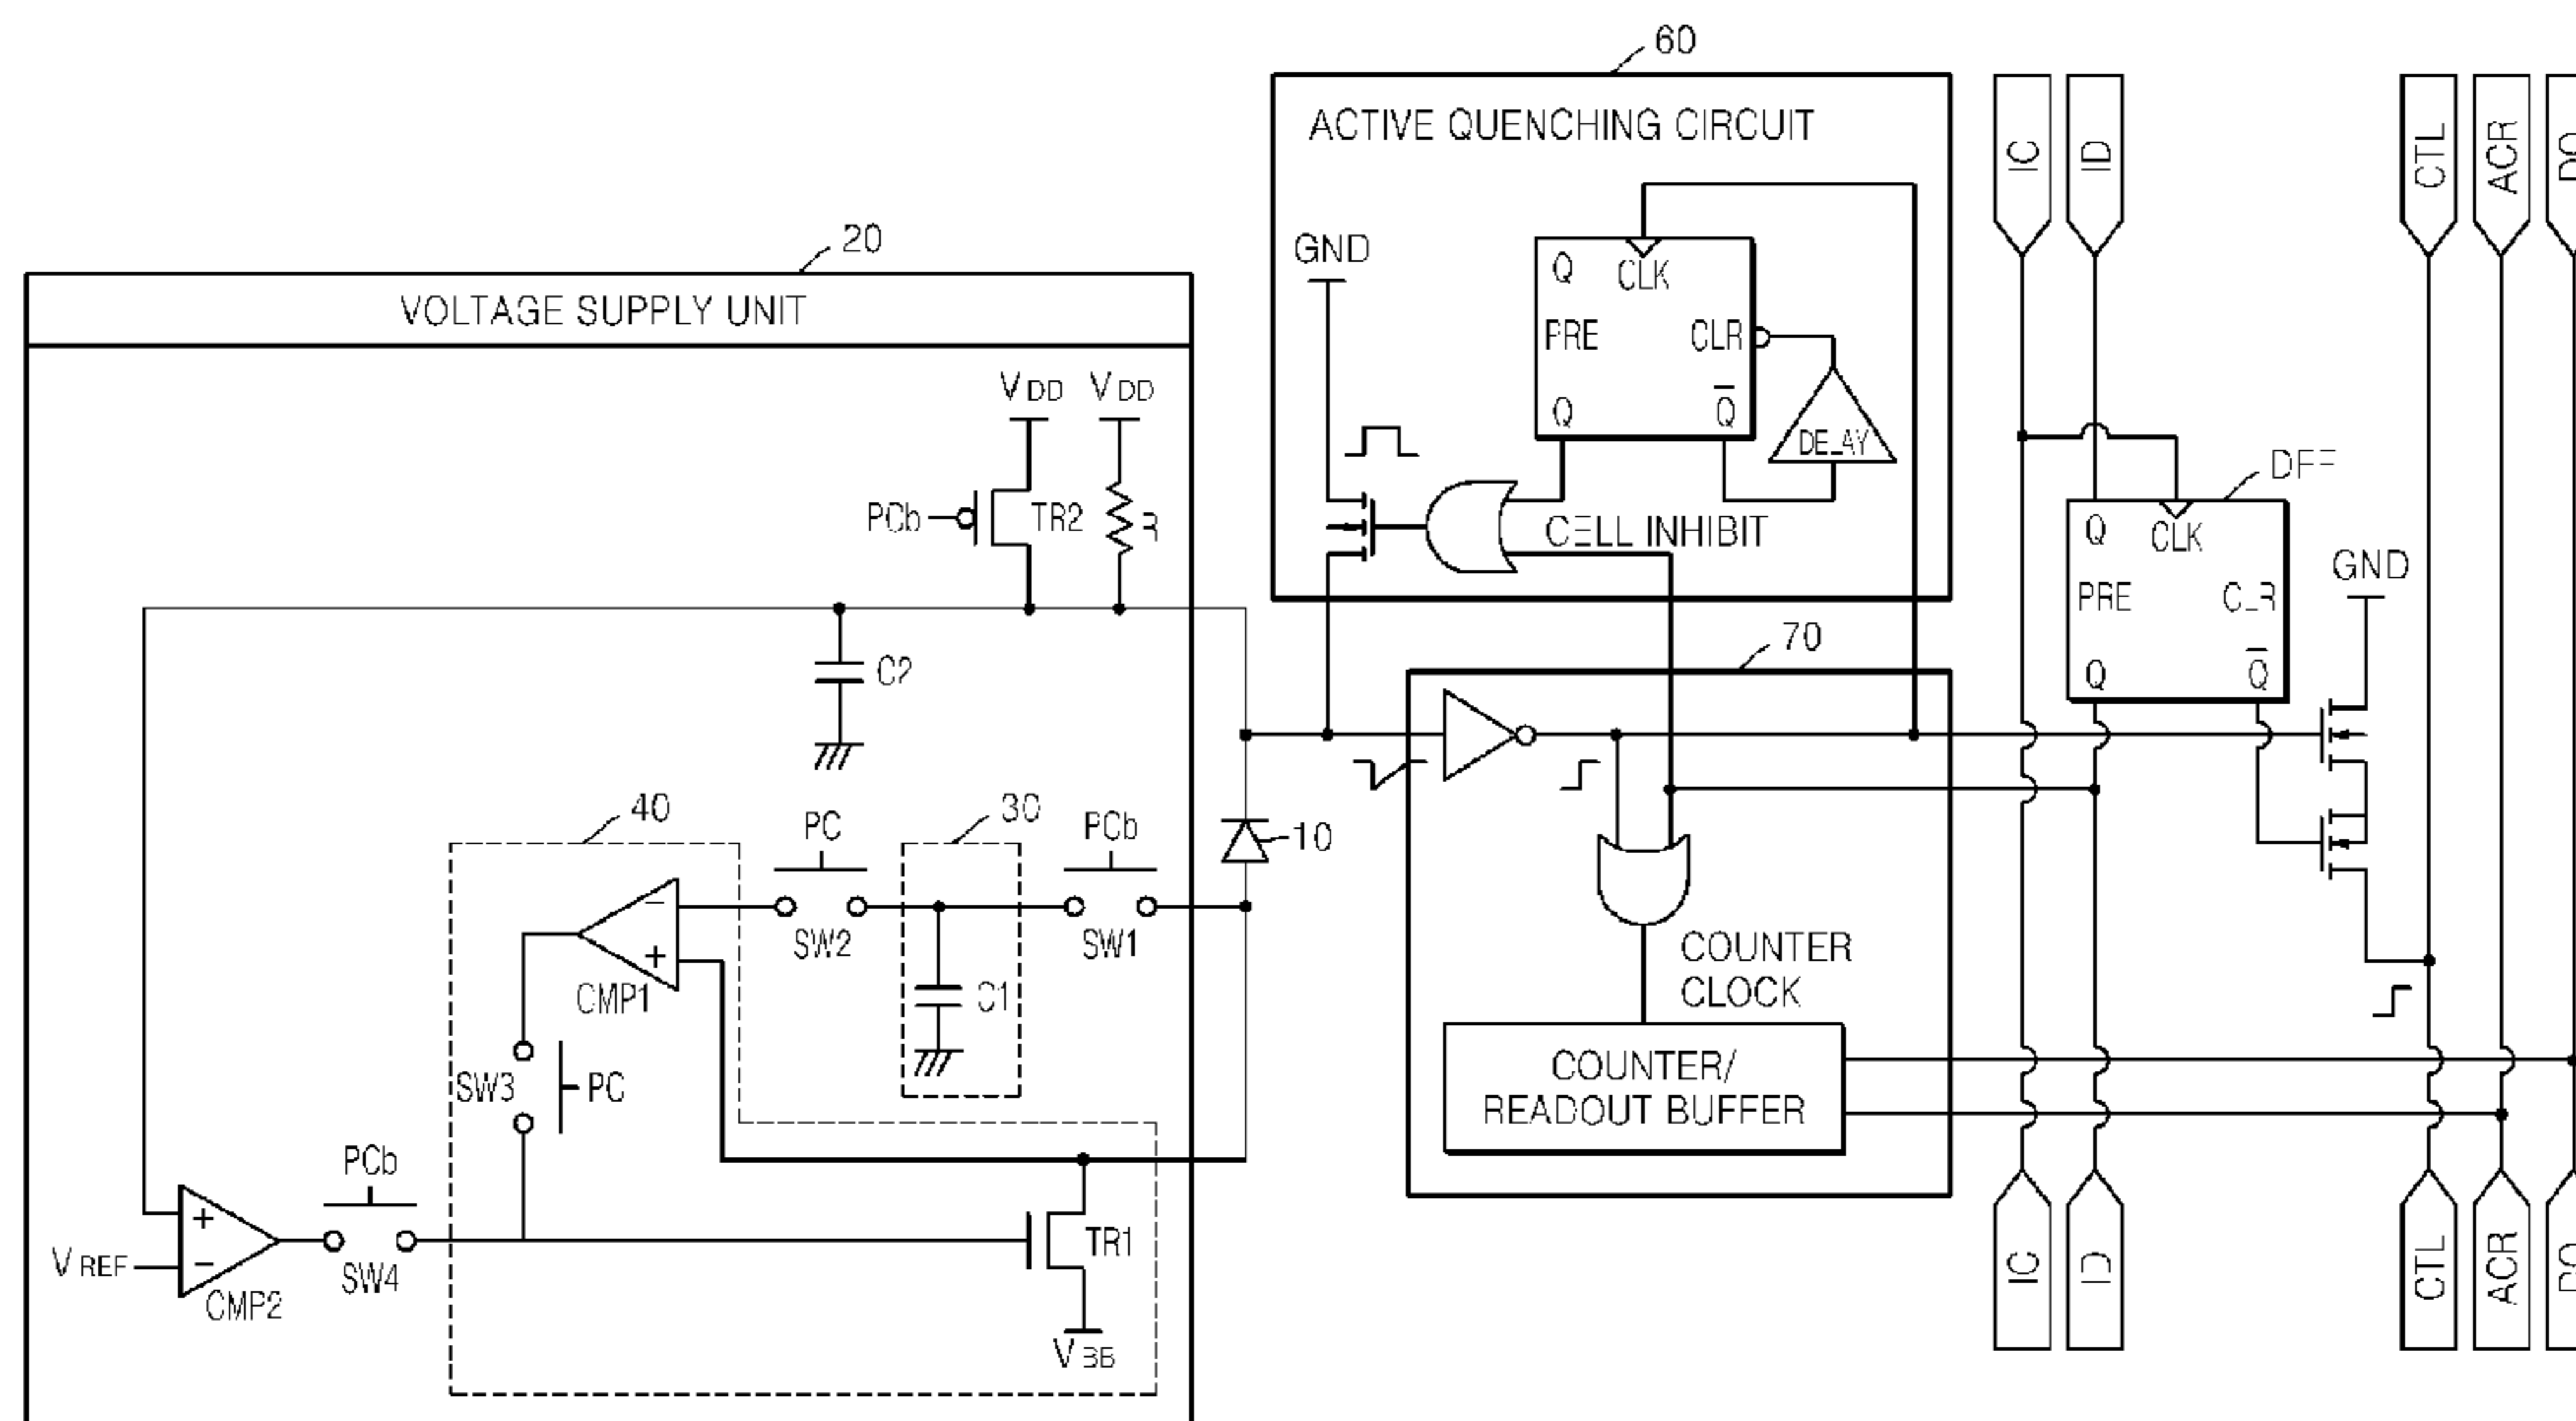 60
ACTIVE QUENCHING CIRCUIT
GND
Q CLK
PRE CLR
Q Q
DELAY
CELL INHIBIT
IC
ID
CTL
ACR
20
VOLTAGE SUPPLY UNIT
VDD VDD
PCb
TR2
R
C2
DFF
Q CLK
PRE CLR
Q Q
GND
70
40
30
PC
PCb
10
SW2
SW1
CMP1
- +
C1
SW3
PC
COUNTER
CLOCK
COUNTER/
READOUT BUFFER
PCb
+ -
VREF
CMP2
SW4
TR1
VBB
IC
ID
CTL
ACR